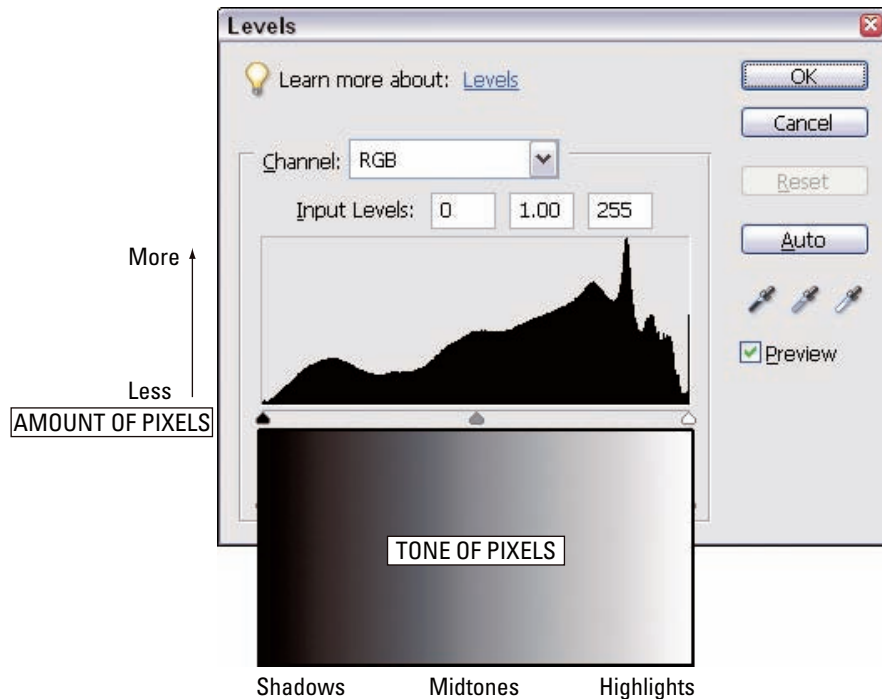 Levels
Learn more about: Levels
OK
Cancel
Channel: RGB
Reset
Input Levels: 0 1.00 255
Auto
More
Preview
Less
AMOUNT OF PIXELS
TONE OF PIXELS
Shadows Midtones Highlights